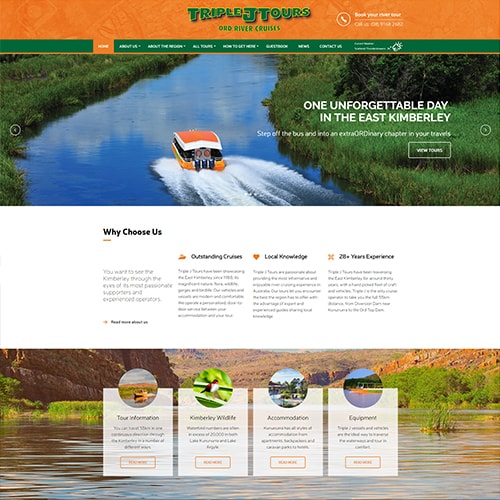 TRIPLE J TOURS
ORD RIVER CRUISES
Book your river tour
HOME ABOUT US ABOUT THE REGION ALL TOURS HOW TO GET HERE GUESTBOOK NEWS CONTACT US
ONE UNFORGETTABLE DAY
IN THE EAST KIMBERLEY
Step off the bus and into an extraORDinary chapter in your travels
VIEW TOURS
Why Choose Us
You want to see the
Kimberley through the
eyes of its most passionate
supporters and
experienced operators.
Read more about us
Outstanding Cruises
Triple J Tours have been showcasing
the East Kimberley since 1988, its
magnificent nature, flora, wildlife,
gorges and terrible. Our vehicles and
vessels are modern and comfortable.
We operate a personalised, door-to-
door service between your
accommodation and your tour.
Local Knowledge
Triple J Tours are passionate about
providing the most informative and
enjoyable river cruising experience in
Australia. Our tours let you encounter
the best the region has to offer with
the advantage of expert and
experienced guides sharing local
knowledge.
28+ Years Experience
Triple J Tours have been traversing
the East Kimberley for around thirty
years, with a hand picked fleet of craft
and vehicles. Triple J is the only cruise
operator to take you the full 55km
distance, from Diversion Dam near
Kununurra to the Ord Top Dam.
Tour Information
You can travel 55km in one
continuous direction through
the Kimberley in a number of
different ways.
READ MORE
Kimberley Wildlife
Waterbird numbers are often
in excess of 20,000 in both
Lake Kununurra and Lake
Argyle.
READ MORE
Accommodation
Kununurra has all styles of
accommodation from
apartments, backpackers and
caravan parks to hotels.
READ MORE
Equipment
Triple J vessels and vehicles
are the ideal way to traverse
the waterways and tour in
comfort.
READ MORE